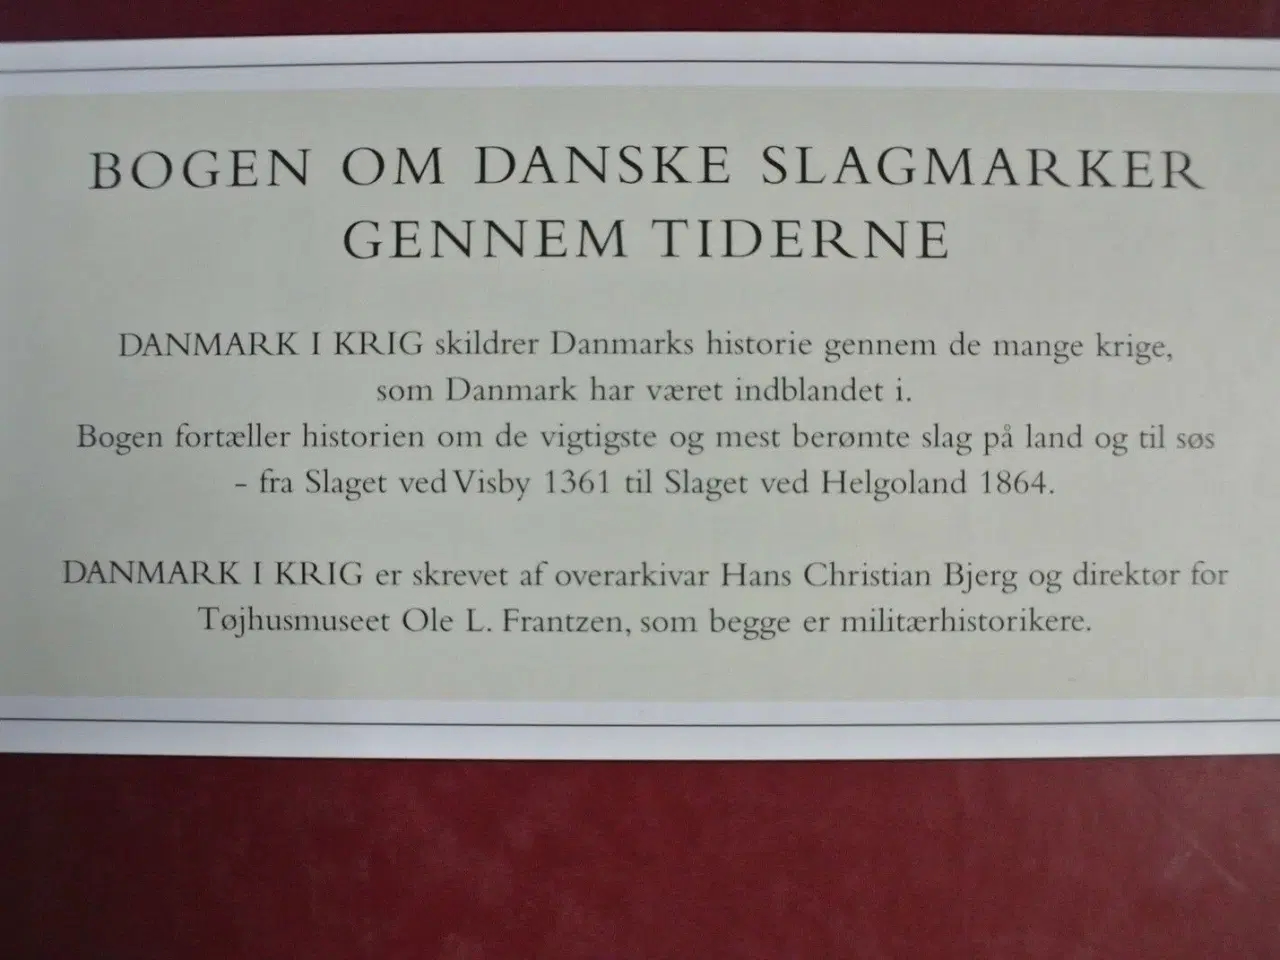 BOGEN OM DANSKE SLAGMARKER
GENNEM TIDERNE
DANMARK I KRIG skildrer Danmarks historie gennem de mange krige,
som Danmark har været indblandet i.
Bogen fortæller historien om de vigtigste og mest berømte slag på land og til søs
– fra Slaget ved Visby 1361 til Slaget ved Helgoland 1864.
DANMARK I KRIG er skrevet af overarkivar Hans Christian Bjerg og direktør for
Tøjhusmuseet Ole L. Frantzen, som begge er militærhistorikere.